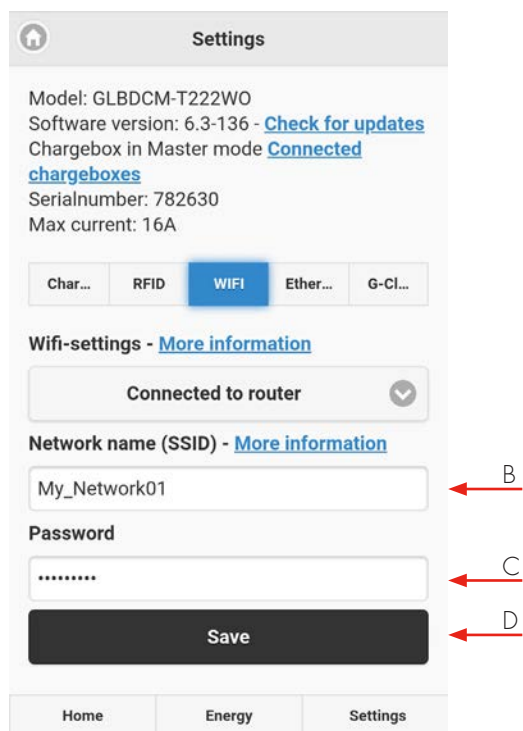 Settings
Model: GLBDCM-T222WO
Software version: 6.3-136 - Check for updates
Chargebox in Master mode Connected
chargeboxes
Serialnumber: 782630
Max current: 16A
Char... RFID WIFI Ether... G-Cl...
Wifi-settings - More information
Connected to router
Network name (SSID) - More information
My_Network01
B
Password
•••••••••
C
Save
D
Home Energy Settings